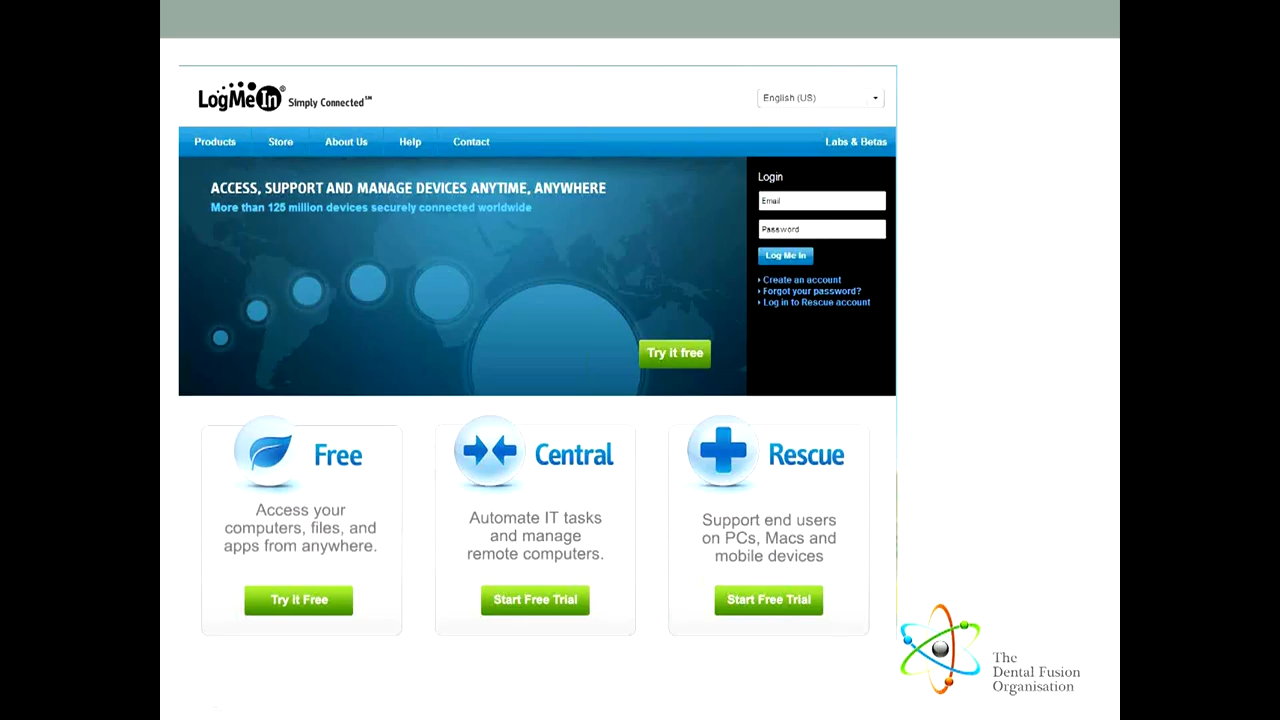 LogMeIn® Simply Connected℠
English (US)
Products Store About Us Help Contact Labs & Betas
ACCESS, SUPPORT AND MANAGE DEVICES ANYTIME, ANYWHERE
More than 125 million devices securely connected worldwide
Try it free
Login
Email
Password
Log Me In
Create an account
Forgot your password?
Log in to Rescue account
Free
Access your
computers, files, and
apps from anywhere.
Try it Free
Central
Automate IT tasks
and manage
remote computers.
Start Free Trial
Rescue
Support end users
on PCs, Macs and
mobile devices
Start Free Trial
The
Dental Fusion
Organisation